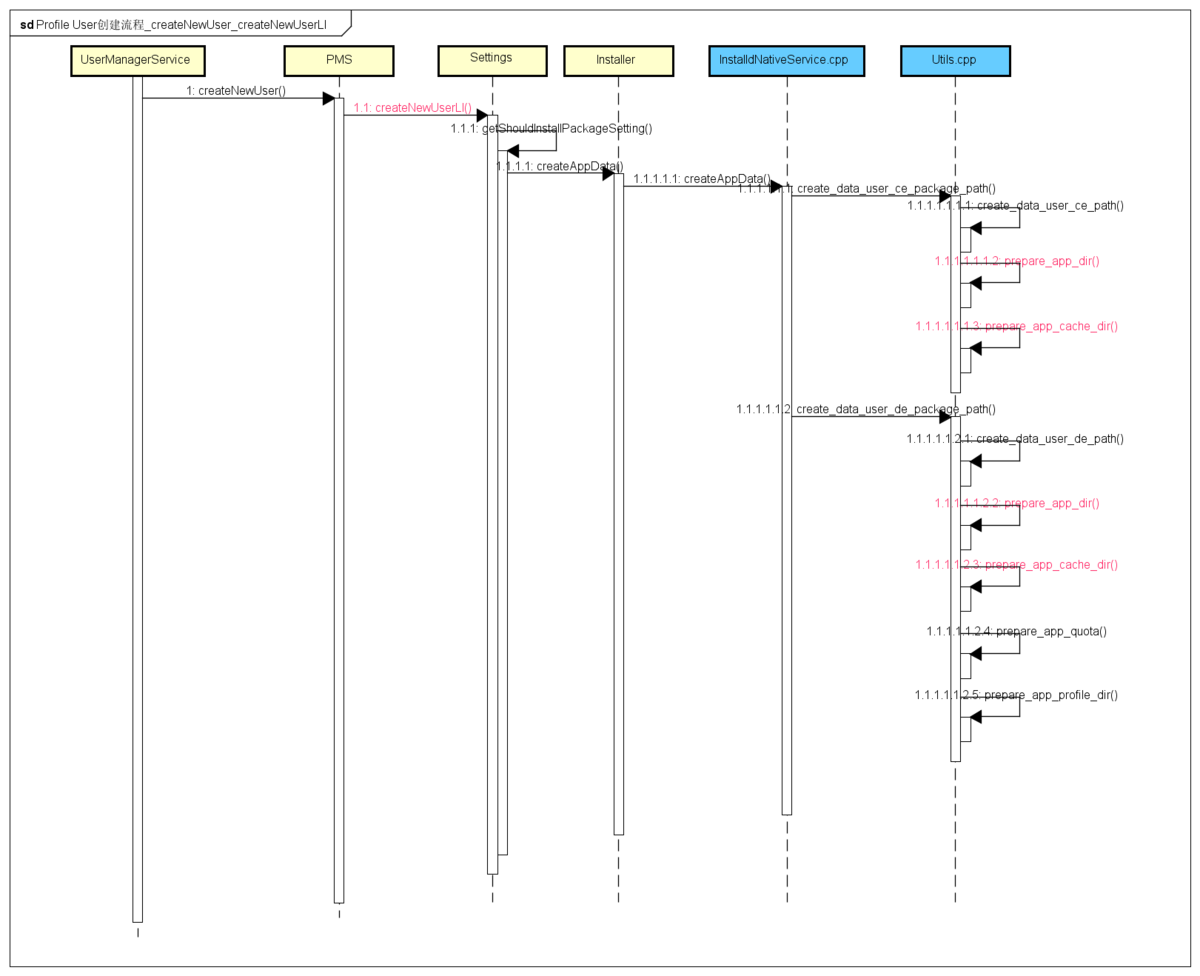 sd Profile User创建流程_createNewUser_createNewUserLI
UserManagerService
PMS
Settings
Installer
InstalldNativeService.cpp
Utils.cpp
1: createNewUser()
1.1: createNewUserLI()
1.1.1: getShouldInstallPackageSetting()
1.1.1.1: createAppData()
1.1.1.1.1: createAppData()
1.1.1.1.1.1: create_data_user_ce_package_path()
1.1.1.1.1.1.1: create_data_user_ce_path()
1.1.1.1.1.1.2: prepare_app_dir()
1.1.1.1.1.1.3: prepare_app_cache_dir()
1.1.1.1.1.2: create_data_user_de_package_path()
1.1.1.1.1.2.1: create_data_user_de_path()
1.1.1.1.1.2.2: prepare_app_dir()
1.1.1.1.1.2.3: prepare_app_cache_dir()
1.1.1.1.1.2.4: prepare_app_quota()
1.1.1.1.1.2.5: prepare_app_profile_dir()